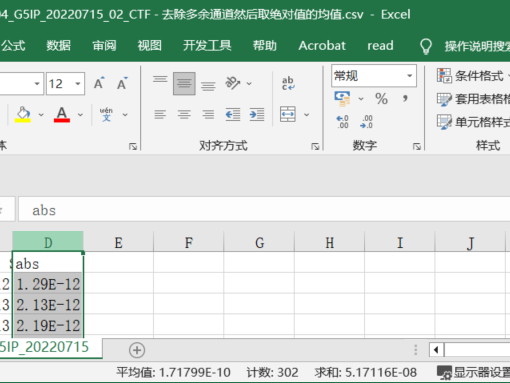 04_G5IP_20220715_02_CTF - 去除多余通道然后取绝对值的均值.csv - Excel
公式 数据 审阅 视图 开发工具 帮助 Acrobat read 操作说明搜索
12 A A 常规 条件格式
ab c % , 套用表格格
A wén 文 .00 .00 单元格样式
体 对齐方式 数字 样式
abs
D E F G H I J
abs
2 1.29E-12
3 2.13E-12
3 2.19E-12
G5IP_20220715
平均值: 1.71799E-10 计数: 302 求和: 5.17116E-08 显示器设置